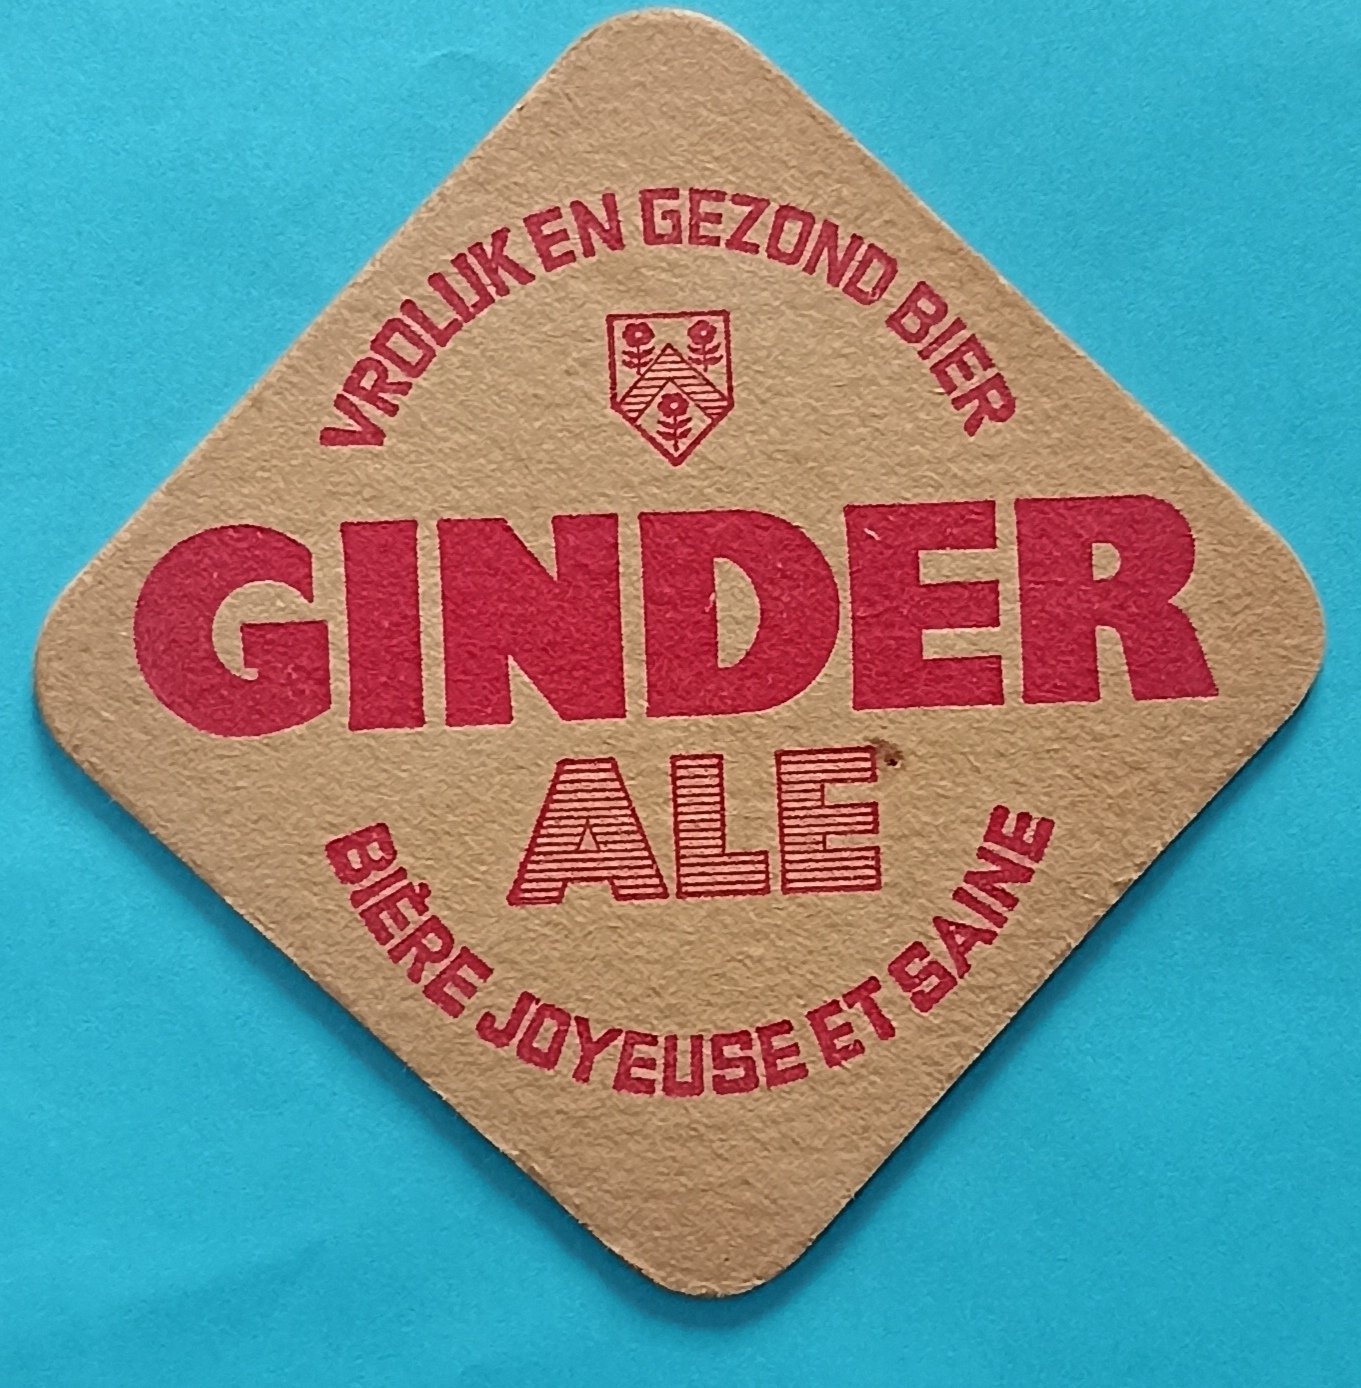 VROLIJK EN GEZOND BIER
GINDER
ALE
BIÈRE JOYEUSE ET SAINE